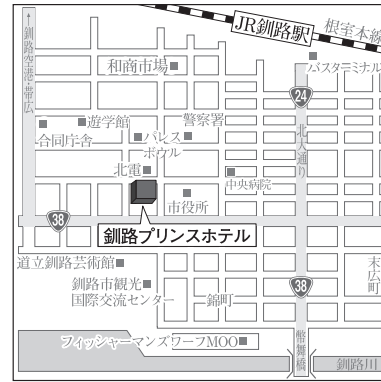 JR釧路駅
根室本線
↑釧路空港・帯広
和商市場
バスターミナル
24
遊学館
警察署
合同庁舎
パレス
ボウル
北大通り
北電
中央病院
市役所
38
釧路プリンスホテル
道立釧路芸術館
釧路市観光
国際交流センター
錦町
38
末広町
フィッシャーマンズワーフMOO
幣舞橋
釧路川